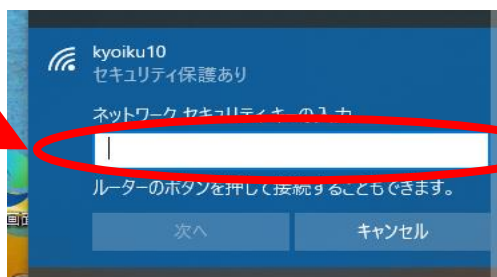 kyoiku10
セキュリティ保護あり
ネットワーク セキュリティ キーの入力
ルーターのボタンを押して接続することもできます。
次へ
キャンセル
画面